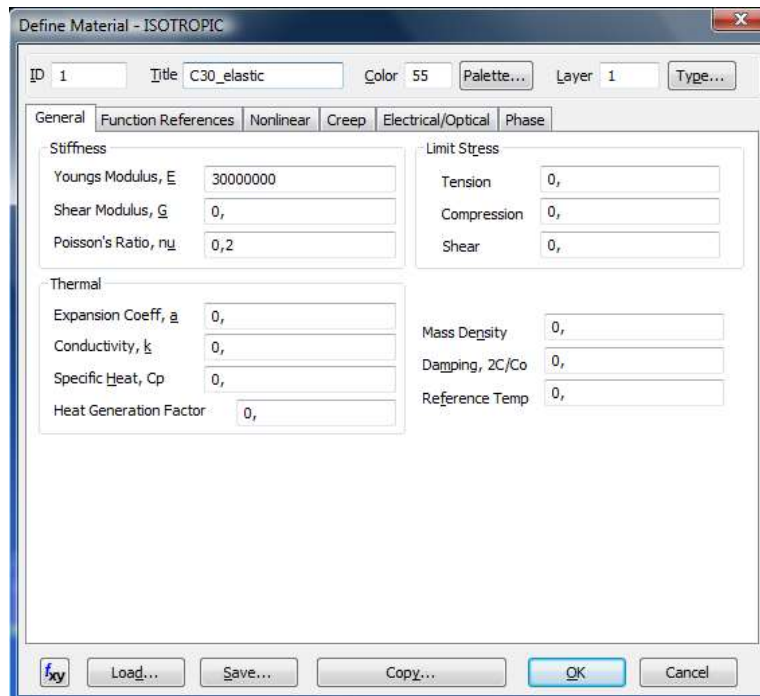 Define Material - ISOTROPIC
ID 1 Title C30_elastic Color 55 Palette... Layer 1 Type...
General Function References Nonlinear Creep Electrical/Optical Phase
Stiffness
Youngs Modulus, E 30000000
Shear Modulus, G 0,
Poisson's Ratio, nu 0,2
Limit Stress
Tension 0,
Compression 0,
Shear 0,
Thermal
Expansion Coeff, a 0,
Conductivity, k 0,
Specific Heat, Cp 0,
Heat Generation Factor 0,
Mass Density 0,
Damping, 2C/Co 0,
Reference Temp 0,
fxy Load... Save... Copy... OK Cancel